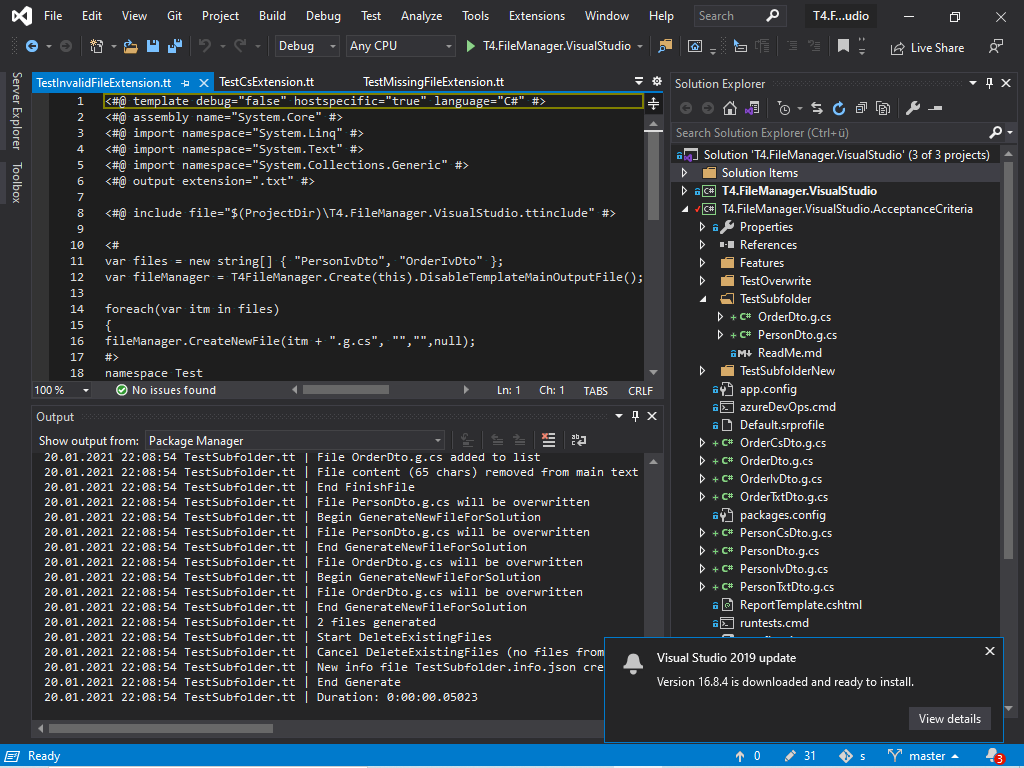 File Edit View Git Project Build Debug Test Analyze Tools Extensions Window Help Search T4.F...udio
Debug Any CPU T4.FileManager.VisualStudio Live Share
Server Explorer
Toolbox
TestInvalidFileExtension.tt TestCsExtension.tt TestMissingFileExtension.tt
1 <#@ template debug="false" hostspecific="true" language="C#" #>
2 <#@ assembly name="System.Core" #>
3 <#@ import namespace="System.Linq" #>
4 <#@ import namespace="System.Text" #>
5 <#@ import namespace="System.Collections.Generic" #>
6 <#@ output extension=".txt" #>
7
8 <#@ include file="$(ProjectDir)\T4.FileManager.VisualStudio.ttinclude" #>
9
10 <#
11 var files = new string[] { "PersonIvDto", "OrderIvDto" };
12 var fileManager = T4FileManager.Create(this).DisableTemplateMainOutputFile();
13
14 foreach(var itm in files)
15 {
16 fileManager.CreateNewFile(itm + ".g.cs", "","",null);
17 #>
18 namespace Test
100 % No issues found Ln: 1 Ch: 1 TABS CRLF
Output
Show output from: Package Manager
20.01.2021 22:08:54 TestSubfolder.tt | File OrderDto.g.cs added to list
20.01.2021 22:08:54 TestSubfolder.tt | File content (65 chars) removed from main text
20.01.2021 22:08:54 TestSubfolder.tt | End FinishFile
20.01.2021 22:08:54 TestSubfolder.tt | File PersonDto.g.cs will be overwritten
20.01.2021 22:08:54 TestSubfolder.tt | Begin GenerateNewFileForSolution
20.01.2021 22:08:54 TestSubfolder.tt | File PersonDto.g.cs will be overwritten
20.01.2021 22:08:54 TestSubfolder.tt | End GenerateNewFileForSolution
20.01.2021 22:08:54 TestSubfolder.tt | File OrderDto.g.cs will be overwritten
20.01.2021 22:08:54 TestSubfolder.tt | Begin GenerateNewFileForSolution
20.01.2021 22:08:54 TestSubfolder.tt | File OrderDto.g.cs will be overwritten
20.01.2021 22:08:54 TestSubfolder.tt | End GenerateNewFileForSolution
20.01.2021 22:08:54 TestSubfolder.tt | 2 files generated
20.01.2021 22:08:54 TestSubfolder.tt | Start DeleteExistingFiles
20.01.2021 22:08:54 TestSubfolder.tt | Cancel DeleteExistingFiles (no files from
20.01.2021 22:08:54 TestSubfolder.tt | New info file TestSubfolder.info.json cre
20.01.2021 22:08:54 TestSubfolder.tt | End Generate
20.01.2021 22:08:54 TestSubfolder.tt | Duration: 0:00:00.05023
Solution Explorer
Search Solution Explorer (Ctrl+ü)
Solution 'T4.FileManager.VisualStudio' (3 of 3 projects)
Solution Items
C# T4.FileManager.VisualStudio
C# T4.FileManager.VisualStudio.AcceptanceCriteria
Properties
References
Features
TestOverwrite
TestSubfolder
+ C# OrderDto.g.cs
+ C# PersonDto.g.cs
M+ ReadMe.md
TestSubfolderNew
app.config
azureDevOps.cmd
Default.srprofile
+ C# OrderCsDto.g.cs
+ C# OrderDto.g.cs
+ C# OrderIvDto.g.cs
+ C# OrderTxtDto.g.cs
packages.config
+ C# PersonCsDto.g.cs
+ C# PersonDto.g.cs
+ C# PersonIvDto.g.cs
+ C# PersonTxtDto.g.cs
ReportTemplate.cshtml
runtests.cmd
Visual Studio 2019 update
Version 16.8.4 is downloaded and ready to install.
View details
Ready 0 31 s master 3